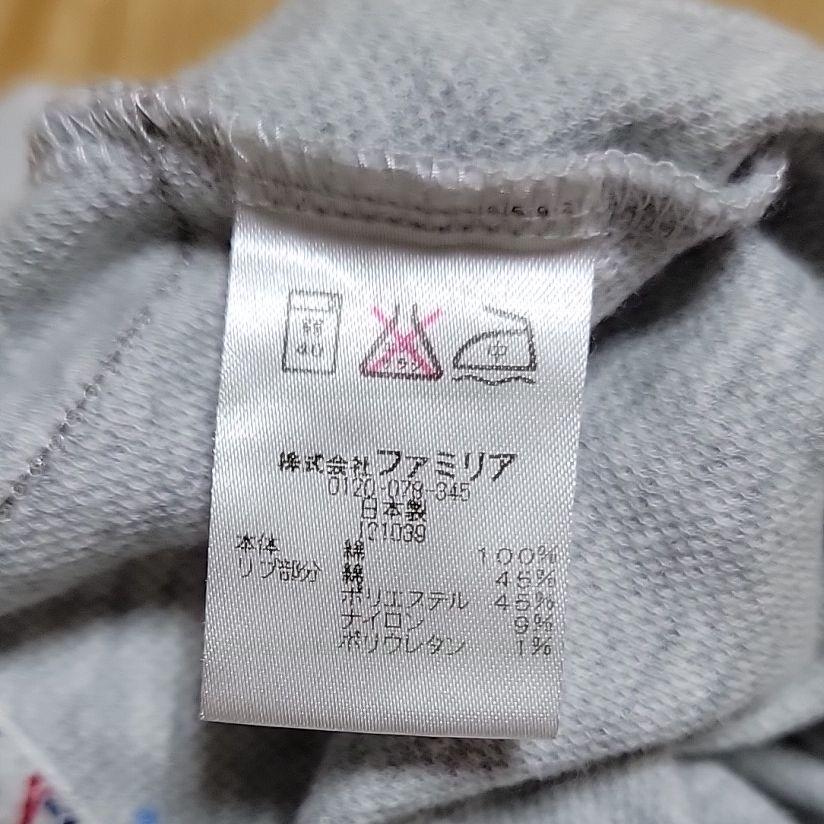 弱
40
中
株式会社ファミリア
0120-078-345
日本製
J21039
本体 綿 100%
リブ部分 綿 45%
ポリエステル 45%
ナイロン 9%
ポリウレタン 1%